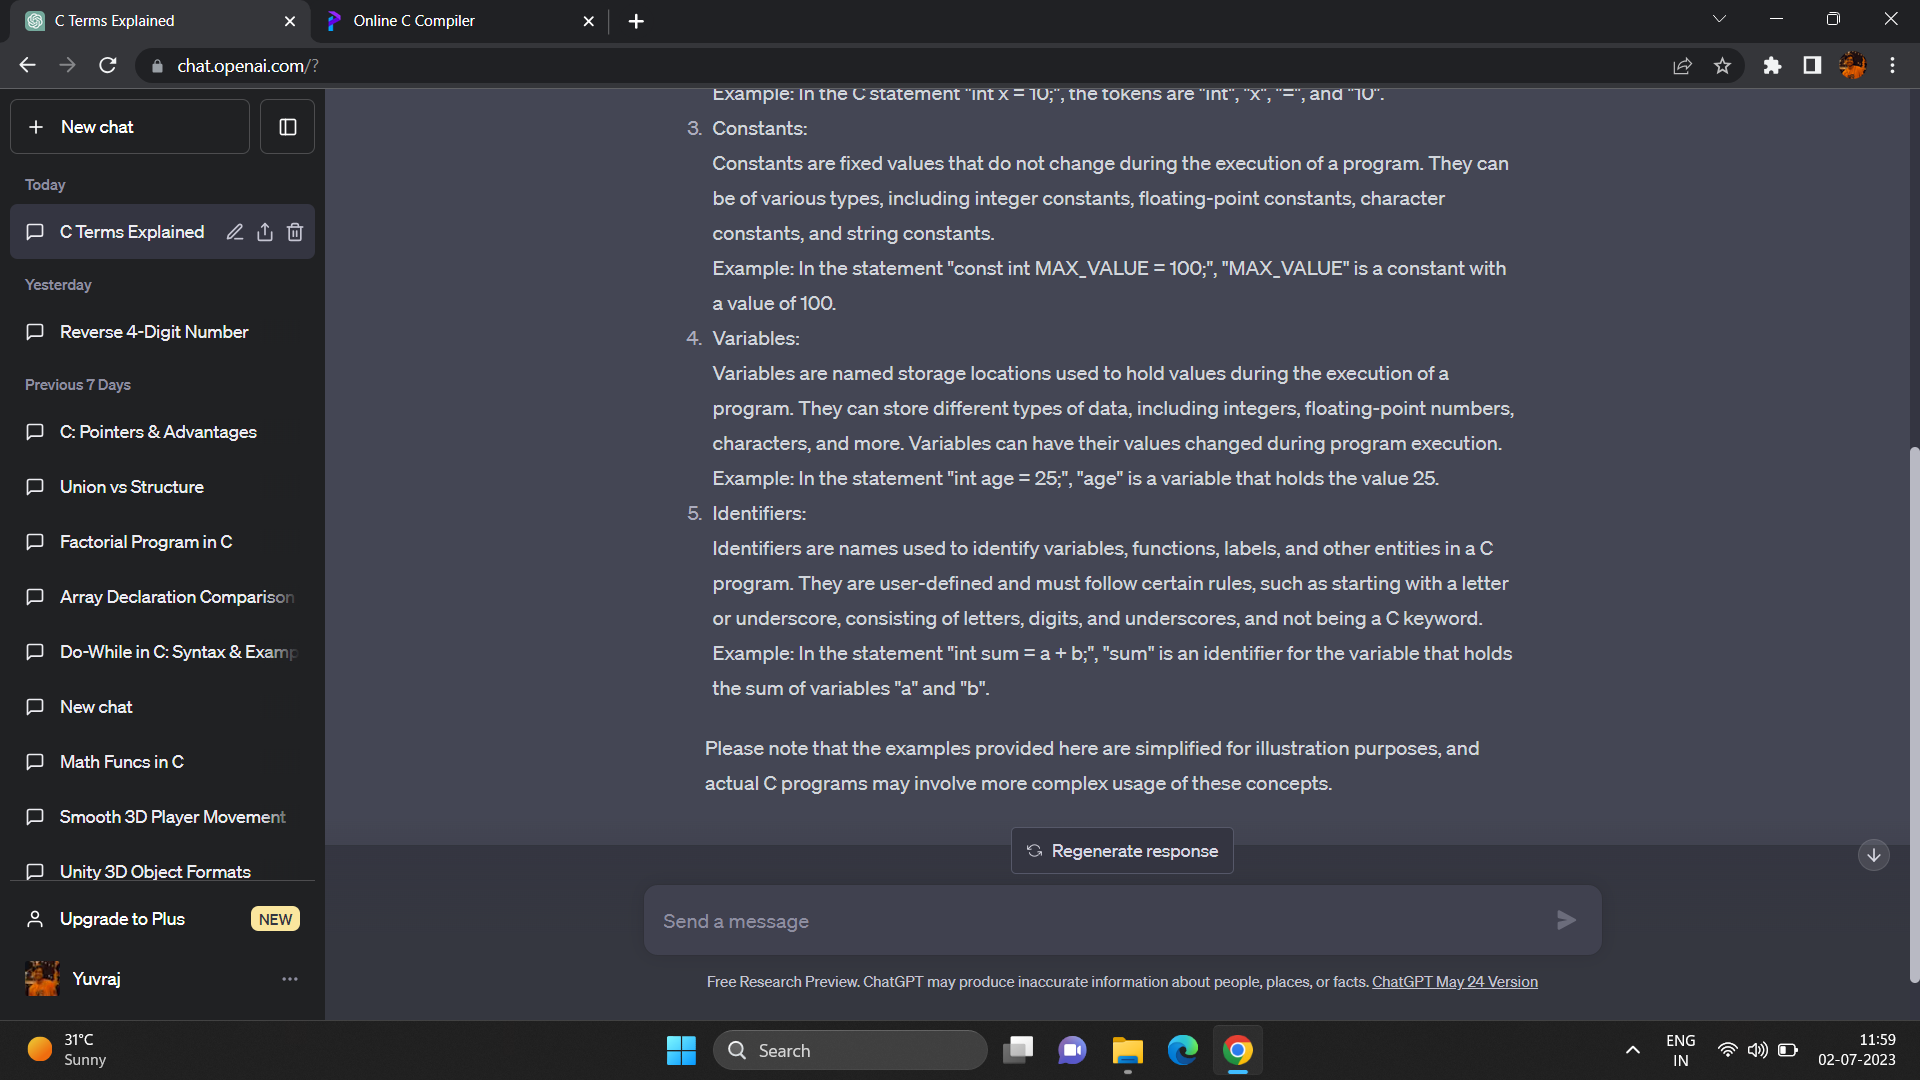 C Terms Explained
Online C Compiler
chat.openai.com/?
New chat
Today
C Terms Explained
Yesterday
Reverse 4-Digit Number
Previous 7 Days
C: Pointers & Advantages
Union vs Structure
Factorial Program in C
Array Declaration Comparison
Do-While in C: Syntax & Examp
New chat
Math Funcs in C
Smooth 3D Player Movement
Unity 3D Object Formats
Upgrade to Plus NEW
Yuvraj
Example: In the C statement "int x = 10;", the tokens are "int", "x", "=", and "10".
3. Constants:
Constants are fixed values that do not change during the execution of a program. They can
be of various types, including integer constants, floating-point constants, character
constants, and string constants.
Example: In the statement "const int MAX_VALUE = 100;", "MAX_VALUE" is a constant with
a value of 100.
4. Variables:
Variables are named storage locations used to hold values during the execution of a
program. They can store different types of data, including integers, floating-point numbers,
characters, and more. Variables can have their values changed during program execution.
Example: In the statement "int age = 25;", "age" is a variable that holds the value 25.
5. Identifiers:
Identifiers are names used to identify variables, functions, labels, and other entities in a C
program. They are user-defined and must follow certain rules, such as starting with a letter
or underscore, consisting of letters, digits, and underscores, and not being a C keyword.
Example: In the statement "int sum = a + b;", "sum" is an identifier for the variable that holds
the sum of variables "a" and "b".
Please note that the examples provided here are simplified for illustration purposes, and
actual C programs may involve more complex usage of these concepts.
Regenerate response
Send a message
Free Research Preview. ChatGPT may produce inaccurate information about people, places, or facts. ChatGPT May 24 Version
31°C
Sunny
Search
ENG
IN
11:59
02-07-2023